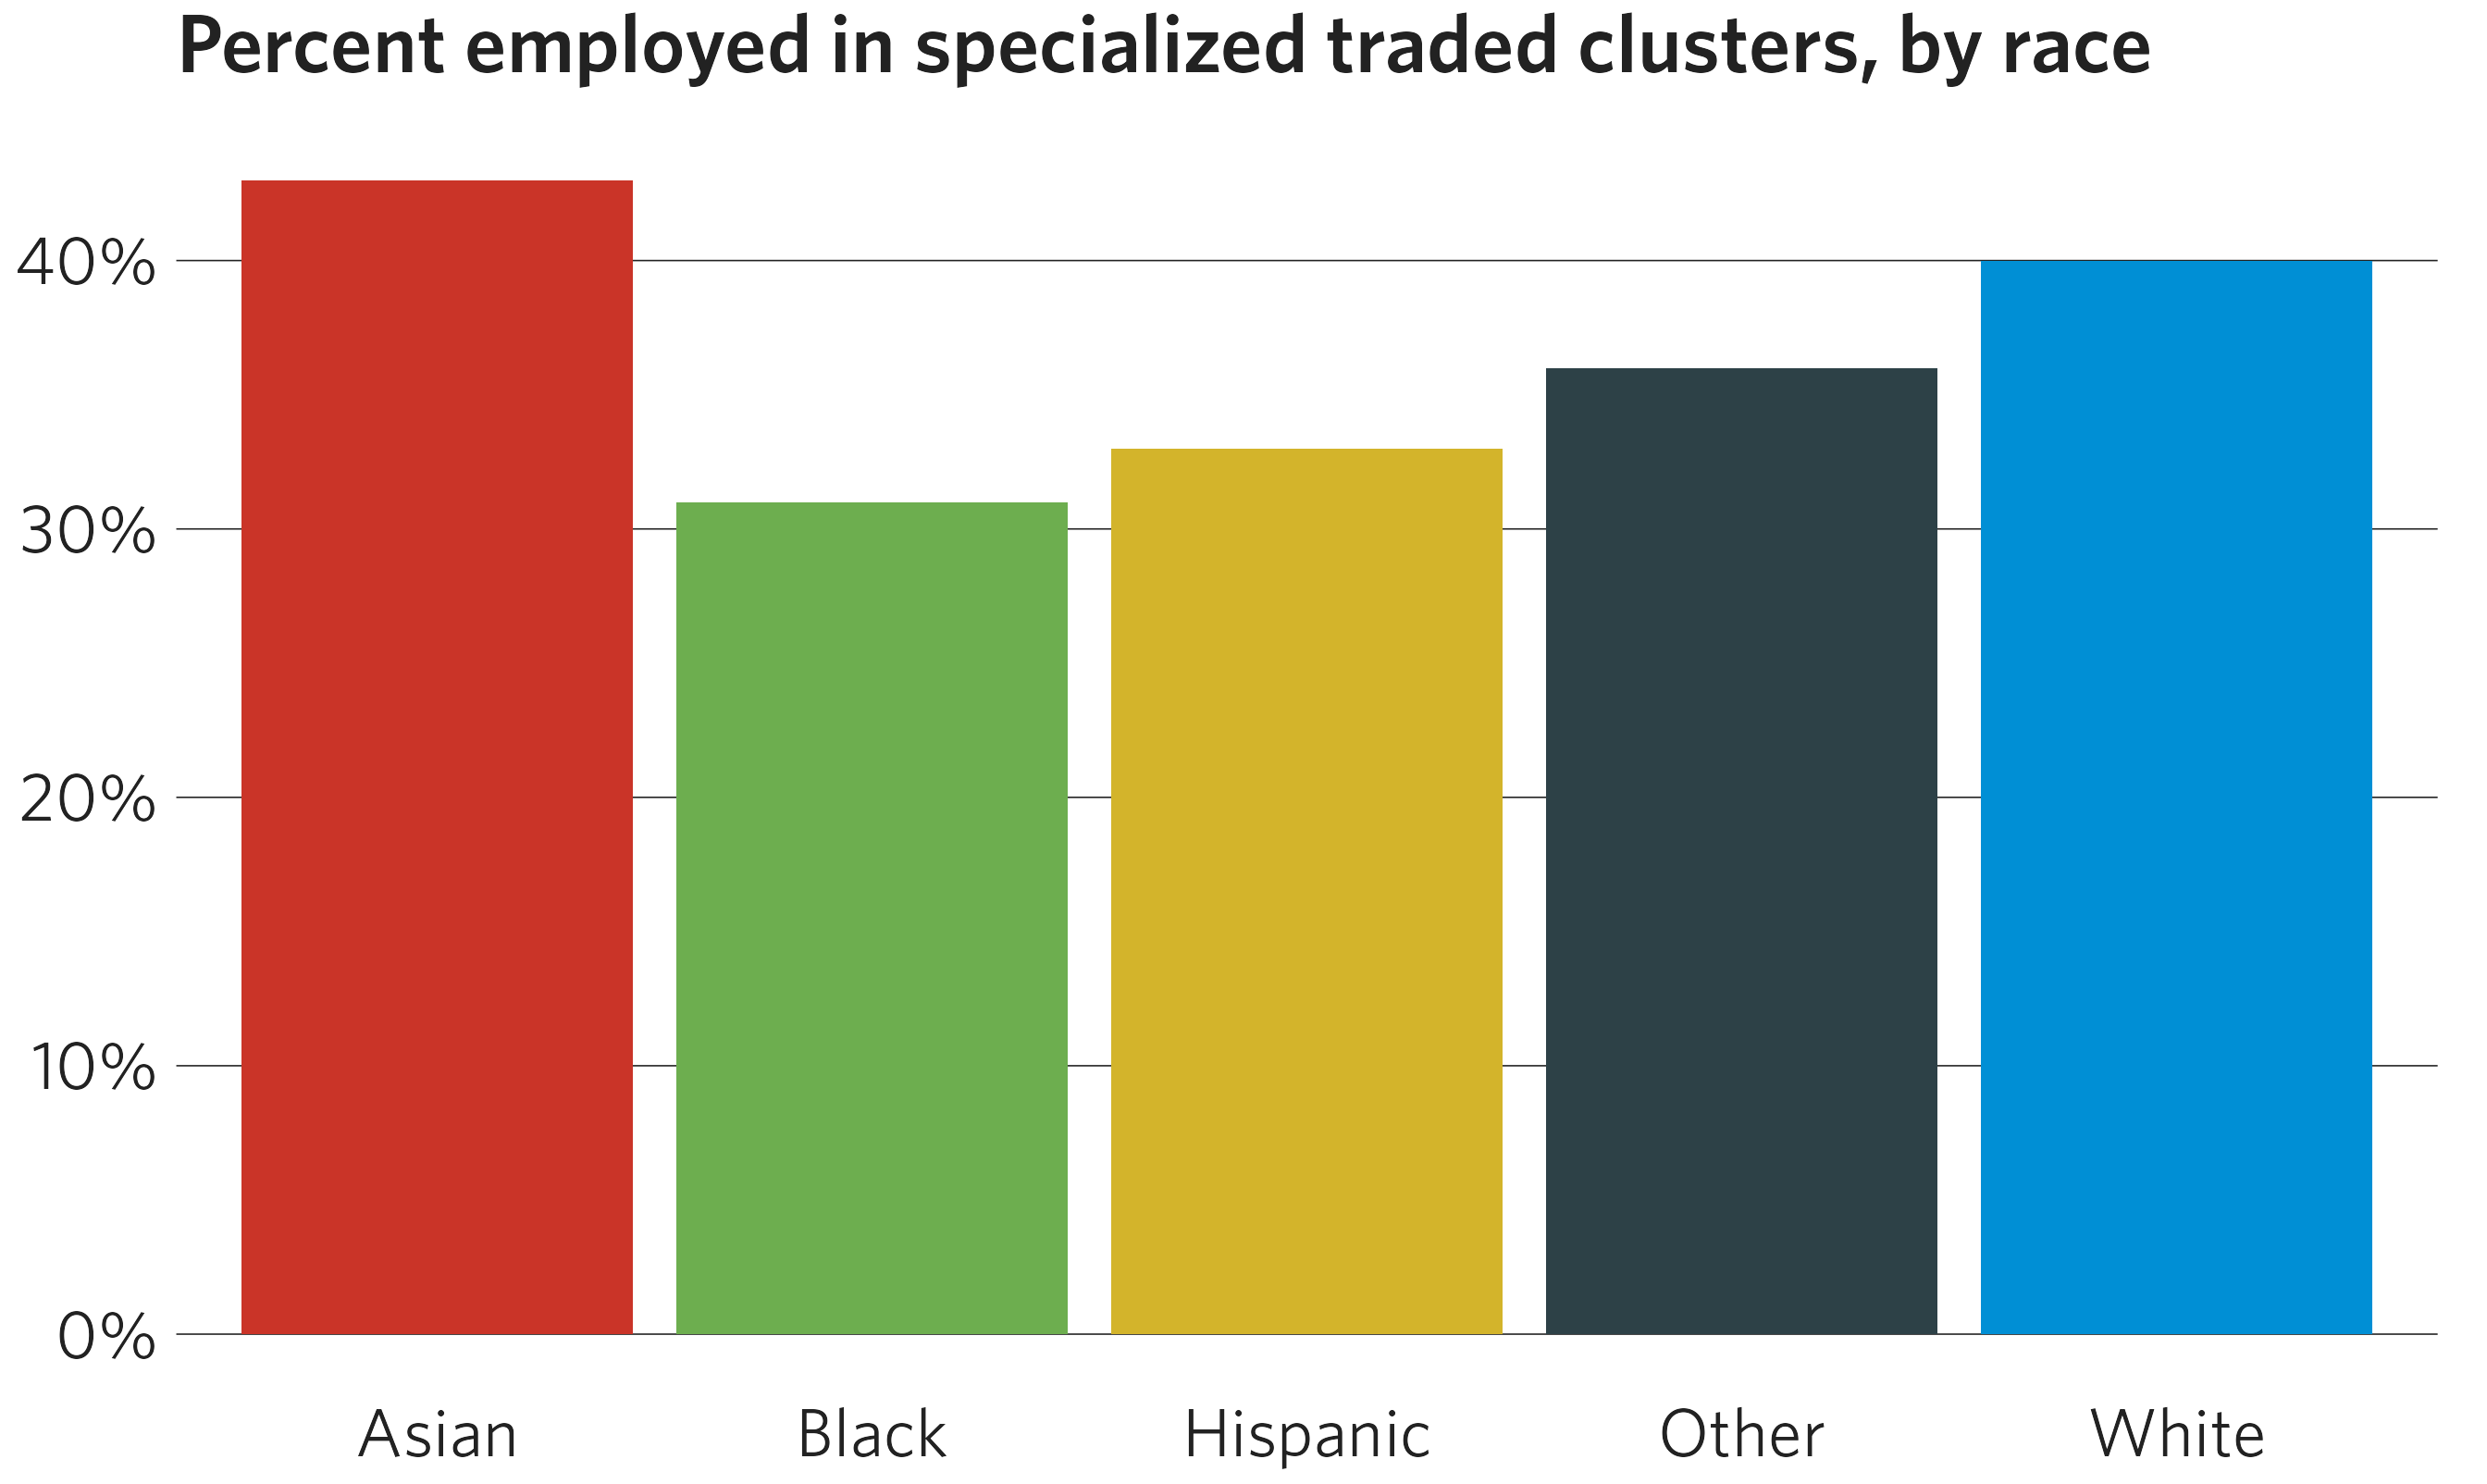 Percent employed in specialized traded clusters, by race
40%
30%
20%
10%
0%
Asian Black Hispanic Other White